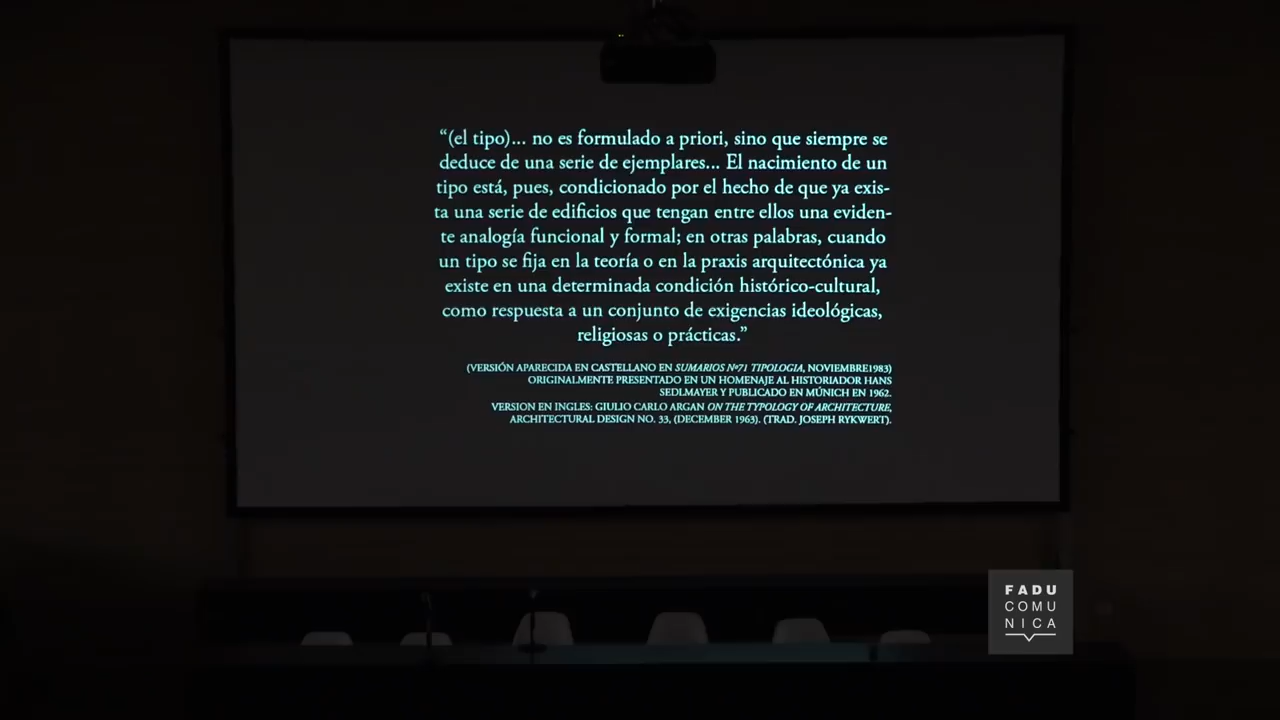 “(el tipo)... no es formulado a priori, sino que siempre se
deduce de una serie de ejemplares... El nacimiento de un
tipo está, pues, condicionado por el hecho de que ya exis-
ta una serie de edificios que tengan entre ellos una eviden-
te analogía funcional y formal; en otras palabras, cuando
un tipo se fija en la teoría o en la praxis arquitectónica ya
existe en una determinada condición histórico-cultural,
como respuesta a un conjunto de exigencias ideológicas,
religiosas o prácticas.”
(VERSIÓN APARECIDA EN CASTELLANO EN SUMARIOS Nº71 TIPOLOGIA, NOVIEMBRE1983)
ORIGINALMENTE PRESENTADO EN UN HOMENAJE AL HISTORIADOR HANS
SEDLMAYER Y PUBLICADO EN MÚNICH EN 1962.
VERSION EN INGLES: GIULIO CARLO ARGAN ON THE TYPOLOGY OF ARCHITECTURE,
ARCHITECTURAL DESIGN NO. 33, (DECEMBER 1963). (TRAD. JOSEPH RYKWERT).
FADU
COMU
NICA